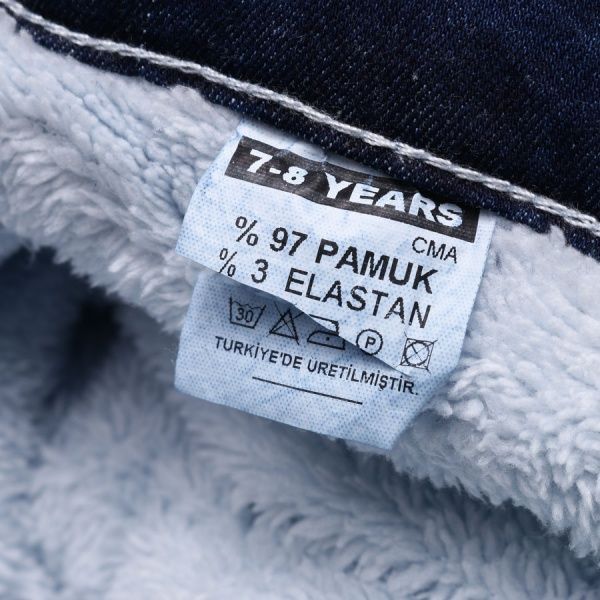 7-8 YEARS
CMA
% 97 PAMUK
% 3 ELASTAN
30 P
TURKIYE'DE URETILMIŞTIR.